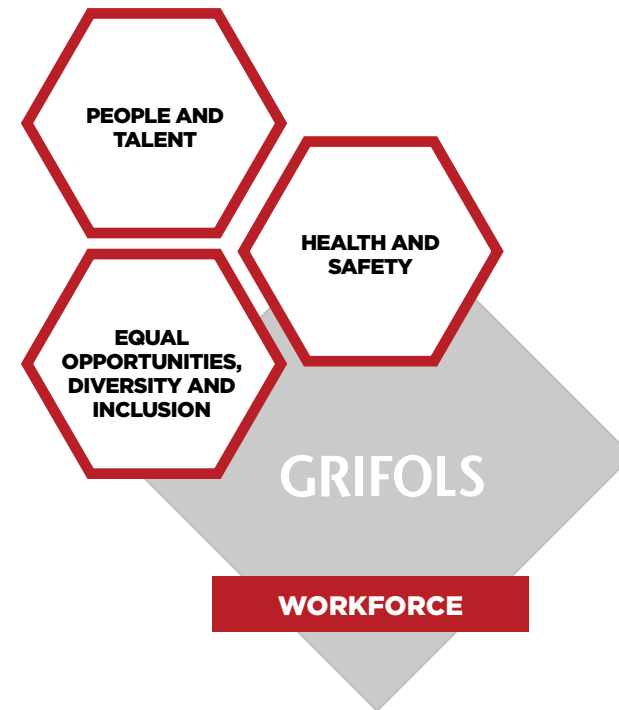 PEOPLE AND
TALENT
HEALTH AND
SAFETY
EQUAL
OPPORTUNITIES,
DIVERSITY AND
INCLUSION
GRIFOLS
WORKFORCE